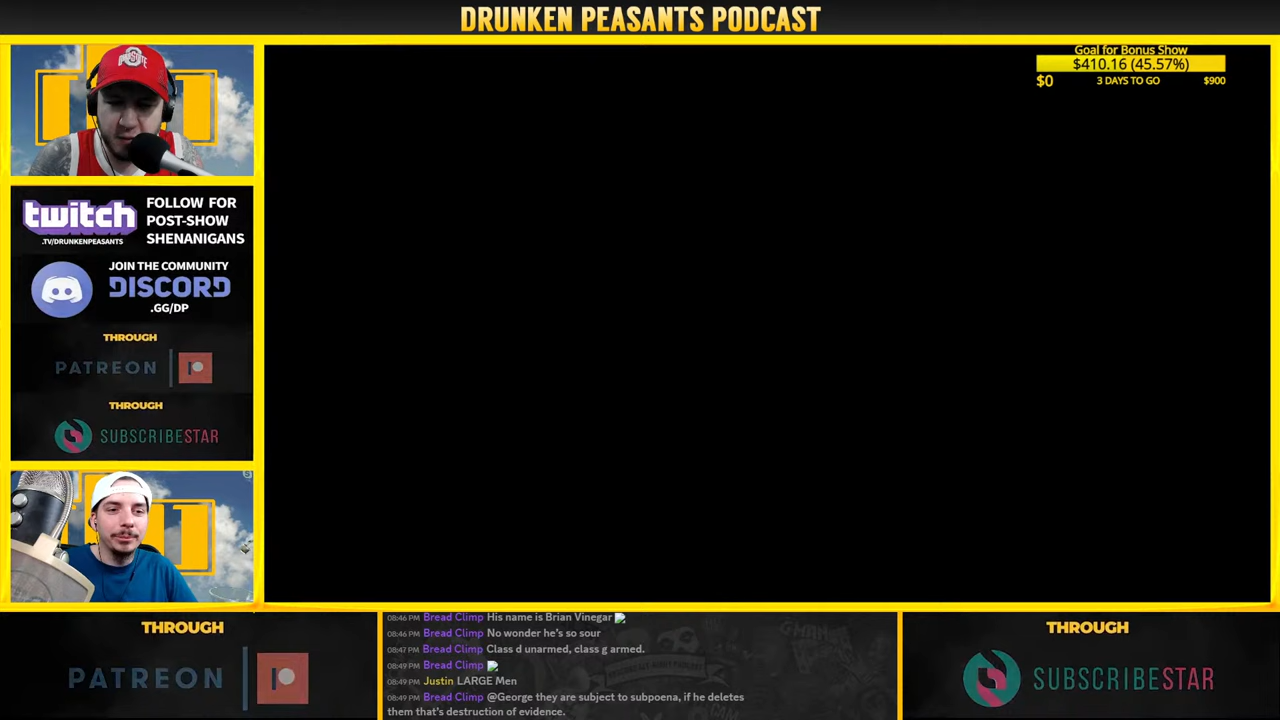 DRUNKEN PEASANTS PODCAST
Goal for Bonus Show
$410.16 (45.57%)
$0 3 DAYS TO GO $900
twitch
.TV/DRUNKENPEASANTS
FOLLOW FOR
POST-SHOW
SHENANIGANS
JOIN THE COMMUNITY
DISCORD
.GG/DP
THROUGH
PATREON
THROUGH
SUBSCRIBESTAR
THROUGH
PATREON
08:46 PM Bread Climp His name is Brian Vinegar
08:46 PM Bread Climp No wonder he's so sour
08:47 PM Bread Climp Class d unarmed, class g armed.
08:49 PM Bread Climp
08:49 PM Justin LARGE Men
08:49 PM Bread Climp @George they are subject to subpoena, if he deletes
them that's destruction of evidence.
THROUGH
SUBSCRIBESTAR